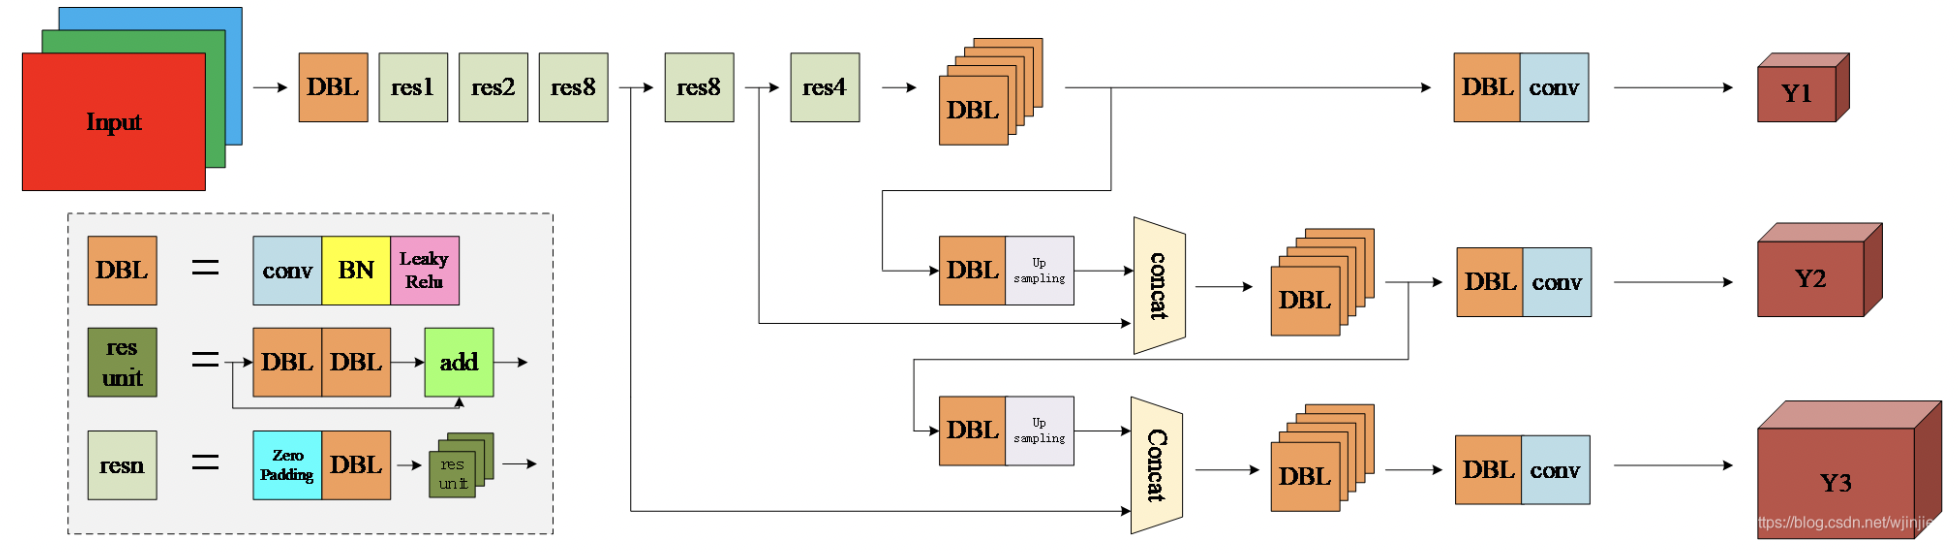 Input
DBL
res1
res2
res8
res8
res4
DBL
DBL
conv
Y1
DBL
Up
sampling
concat
DBL
DBL
conv
Y2
DBL
Up
sampling
Concat
DBL
DBL
conv
Y3
DBL
=
conv
BN
Leaky
Relu
res
unit
=
DBL
DBL
add
resn
=
Zero
Padding
DBL
res
unit
ttps://blog.csdn.net/wjinjie